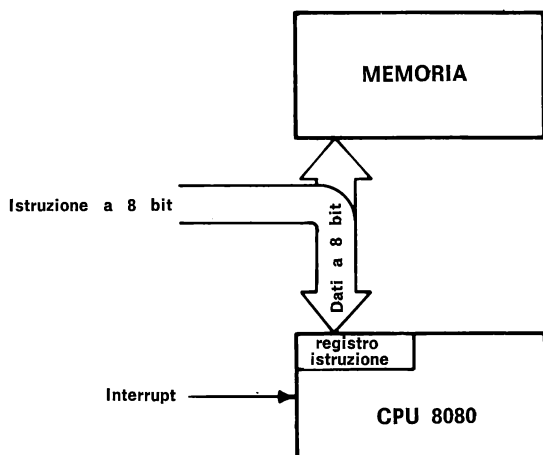 MEMORIA
Istruzione a 8 bit
Dati a 8 bit
registro
istruzione
Interrupt
CPU 8080